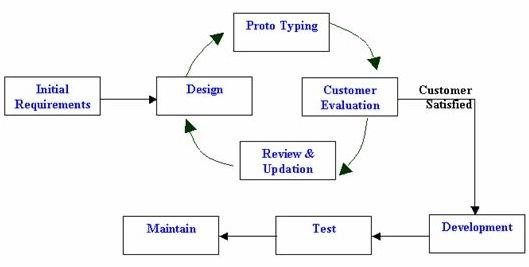 Proto Typing
Initial
Requirements
Design
Customer
Evaluation
Customer
Satisfied
Review &
Updation
Maintain
Test
Development